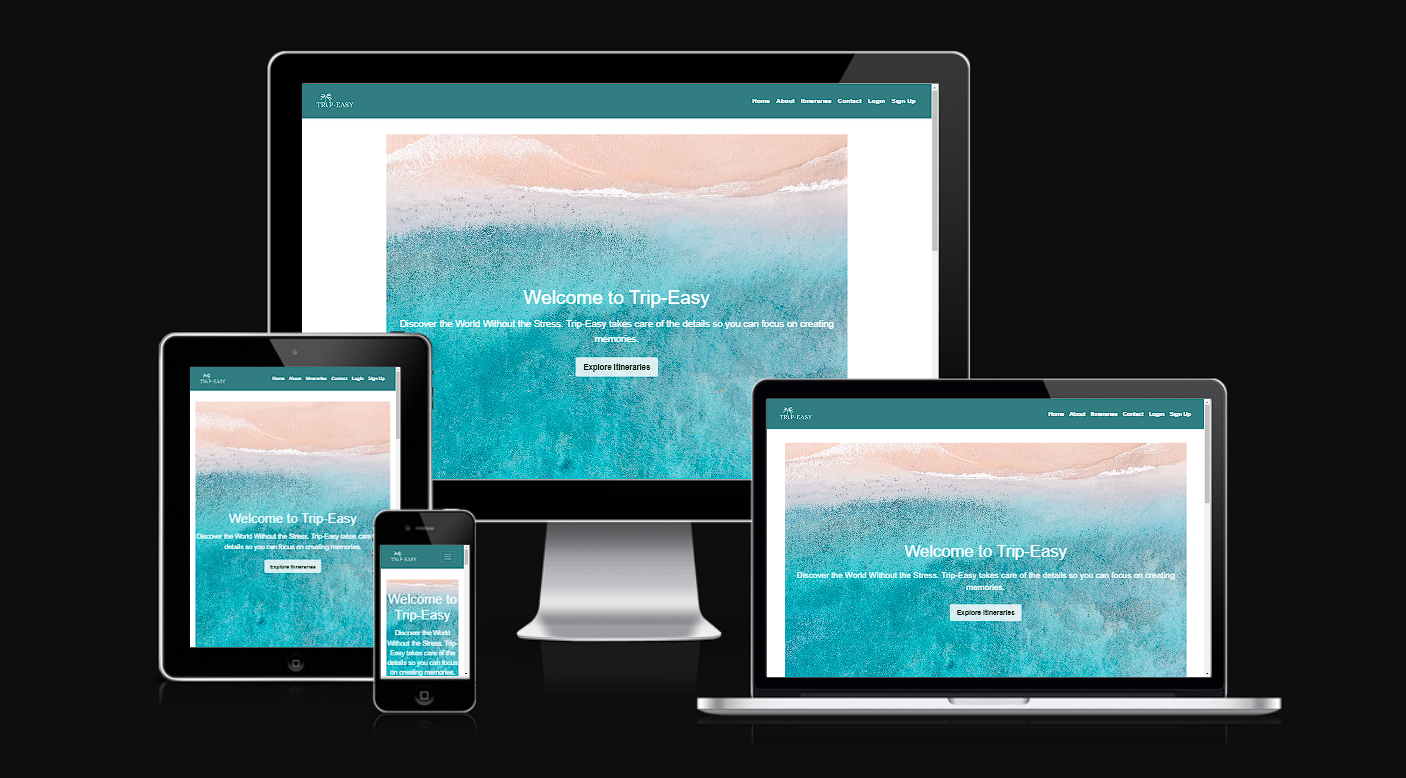 TRIP-EASY
Home About Itineraries Contact Login Sign Up
Welcome to Trip-Easy
Discover the World Without the Stress. Trip-Easy takes care of the details so you can focus on creating
memories.
Explore Itineraries
TRIP-EASY
Home About Itineraries Contact Login Sign Up
Welcome to Trip-Easy
Discover the World Without the Stress. Trip-Easy takes care
details so you can focus on creating memories.
Explore Itineraries
TRIP-EASY
Welcome to
Trip-Easy
Discover the World
Without the Stress. Trip-
Easy takes care of the
details so you can focus
on creating memories.
TRIP-EASY
Home About Itineraries Contact Login Sign Up
Welcome to Trip-Easy
Discover the World Without the Stress. Trip-Easy takes care of the details so you can focus on creating
memories.
Explore Itineraries